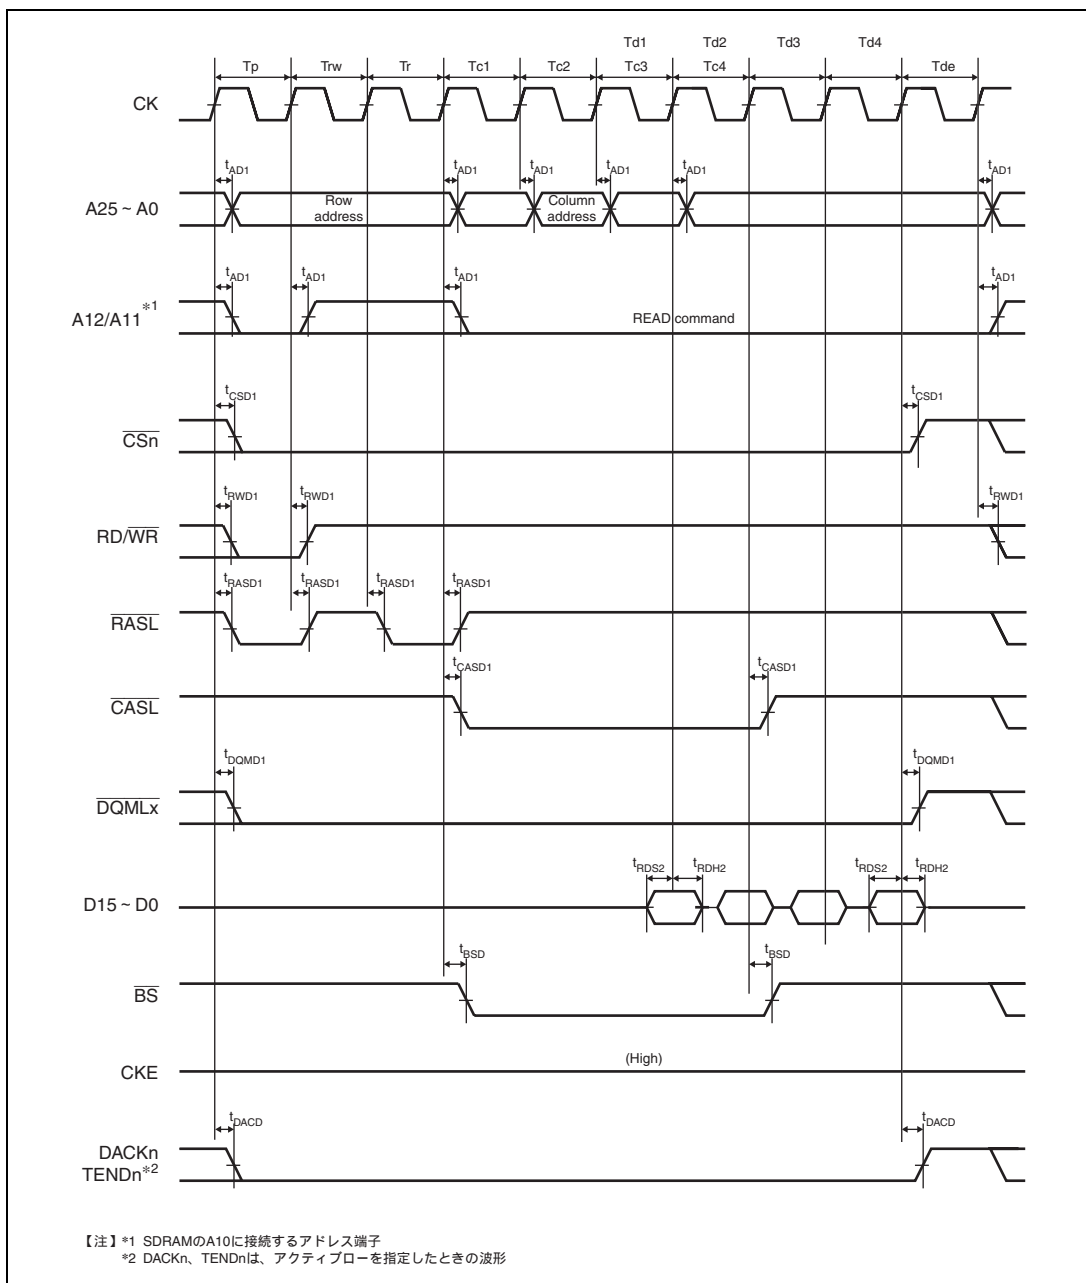 Td1 Td2 Td3 Td4
Tp Trw Tr Tc1 Tc2 Tc3 Tc4 Tde
CK
tAD1 tAD1 tAD1 tAD1 tAD1 tAD1
A25 ~ A0
Row address
Column address
tAD1 tAD1 tAD1 tAD1
A12/A11*1
READ command
tCSD1 tCSD1
CSn
tRWD1 tRWD1 tRWD1
RD/WR
tRASD1 tRASD1 tRASD1 tRASD1
RASL
tCASD1 tCASD1
CASL
tDQMD1 tDQMD1
DQMLx
tRDS2 tRDH2 tRDS2 tRDH2
D15 ~ D0
tBSD tBSD
BS
(High)
CKE
tDACD tDACD
DACKn
TENDn*2
【注】*1 SDRAMのA10に接続するアドレス端子
*2 DACKn、TENDnは、アクティブローを指定したときの波形